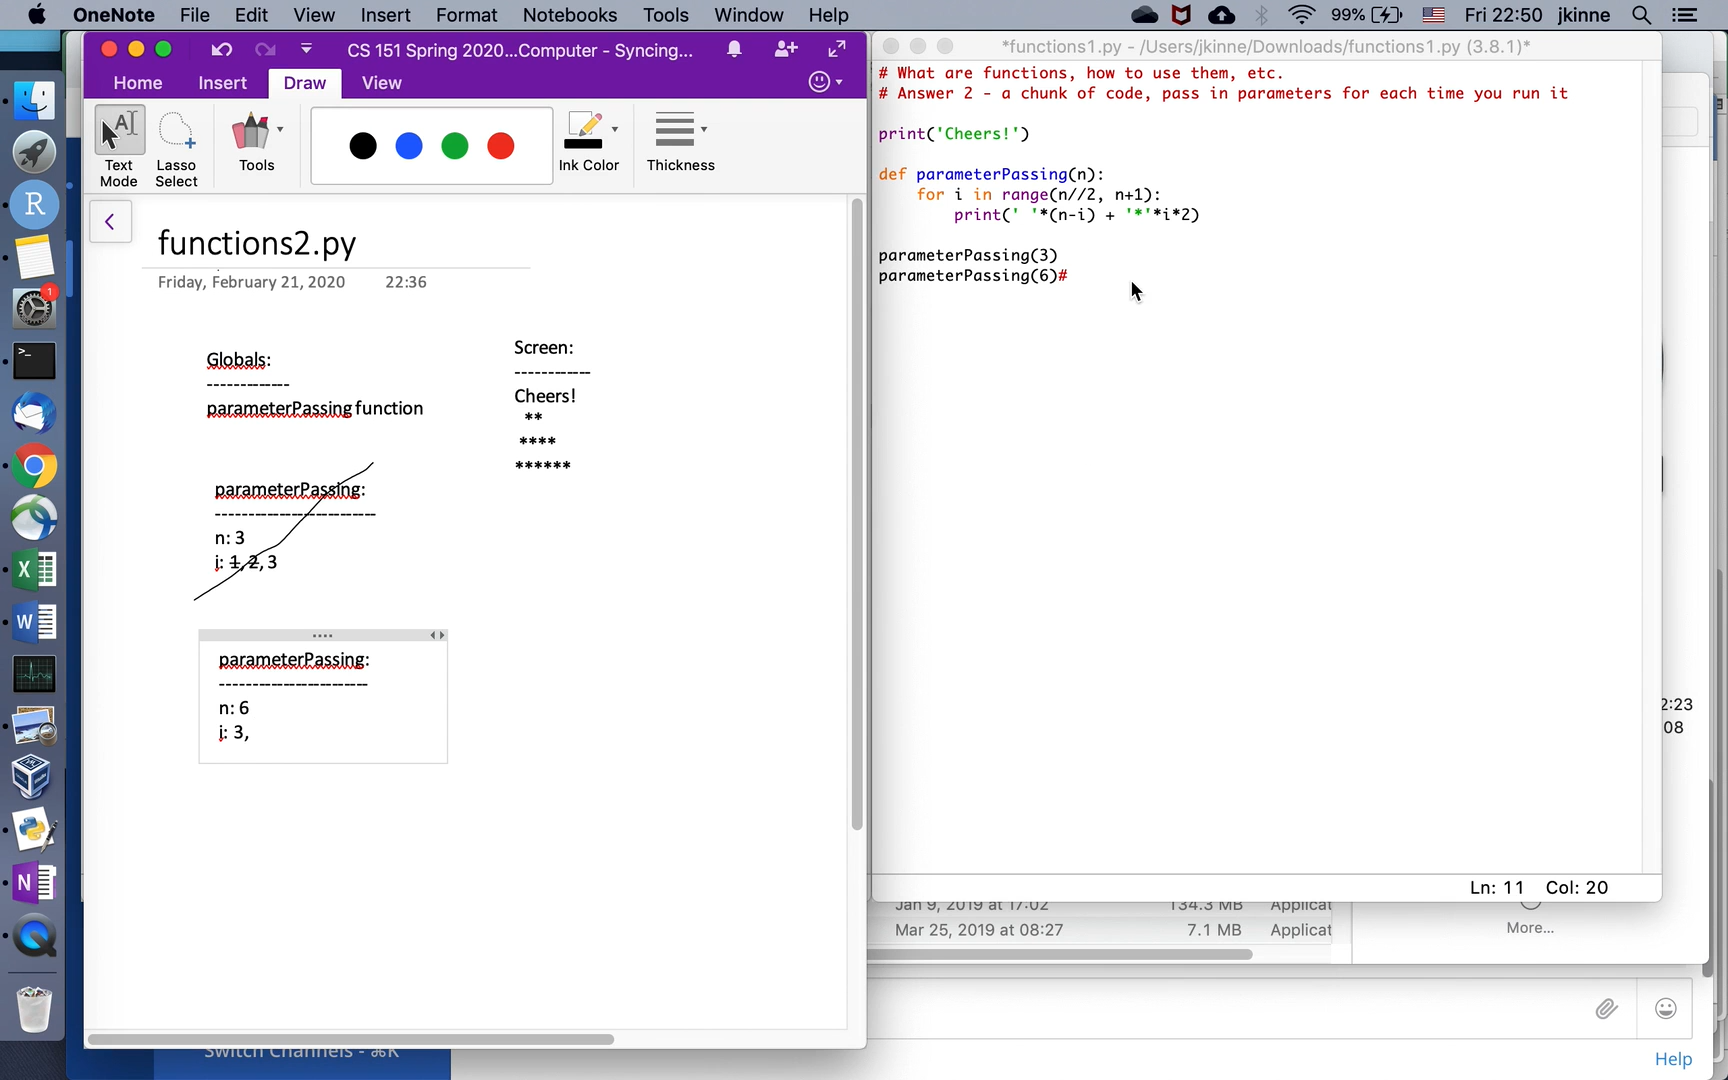 OneNote File Edit View Insert Format Notebooks Tools Window Help 99% Fri 22:50 jkinne
CS 151 Spring 2020...Computer - Syncing...
Home Insert Draw View
Text Mode
Lasso Select
Tools
Ink Color
Thickness
functions2.py
Friday, February 21, 2020 22:36
Globals:
-------------
parameterPassing function
Screen:
------------
Cheers!
**
****
******
parameterPassing:
-------------------------
n: 3
i: 1, 2, 3
parameterPassing:
-----------------------
n: 6
i: 3,
*functions1.py - /Users/jkinne/Downloads/functions1.py (3.8.1)*
# What are functions, how to use them, etc.
# Answer 2 - a chunk of code, pass in parameters for each time you run it
print('Cheers!')
def parameterPassing(n):
    for i in range(n//2, n+1):
        print(' '*(n-i) + '*'*i*2)
parameterPassing(3)
parameterPassing(6)#
Ln: 11 Col: 20
2:23
08
Jan 9, 2019 at 17:02 134.3 MB Applicat
Mar 25, 2019 at 08:27 7.1 MB Applicat
More...
Switch Channels - ⌘K
Help